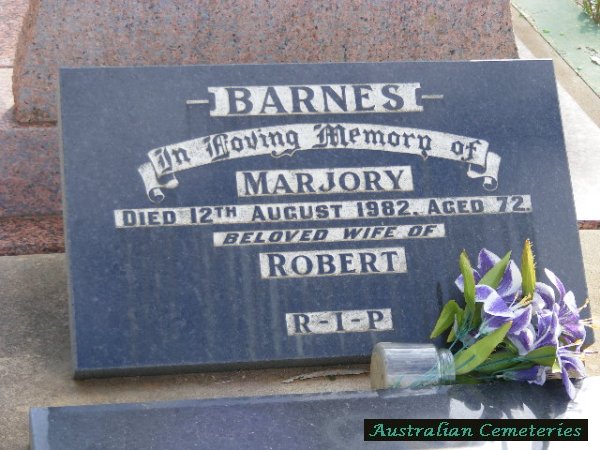 BARNES
In Loving Memory of
MARJORY
DIED 12TH AUGUST 1982. AGED 72.
BELOVED WIFE OF
ROBERT
R-I-P
Australian Cemeteries